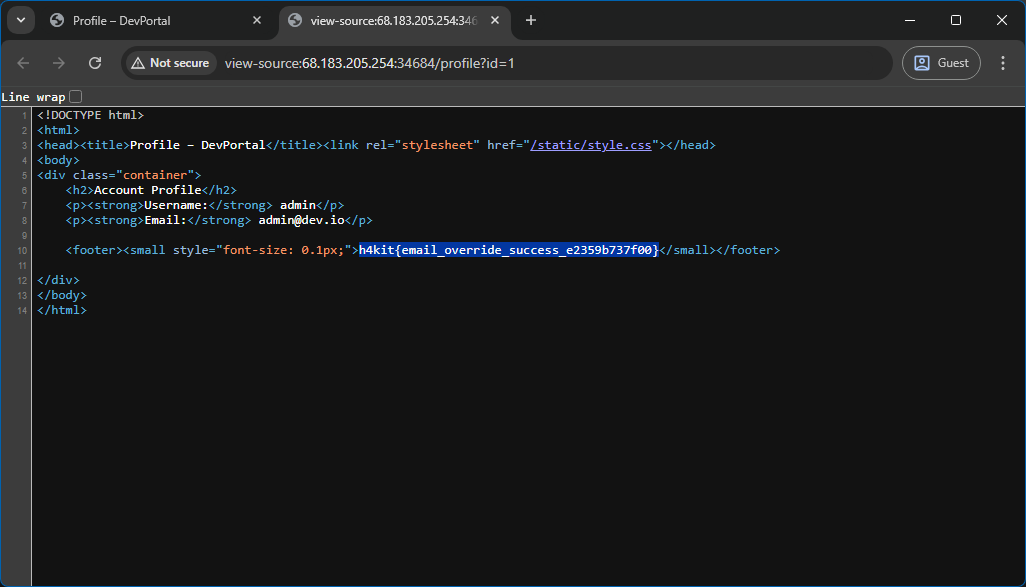 Profile – DevPortal
view-source:68.183.205.254:346
Not secure
view-source:68.183.205.254:34684/profile?id=1
Guest
Line wrap
1 <!DOCTYPE html>
2 <html>
3 <head><title>Profile – DevPortal</title><link rel="stylesheet" href="/static/style.css"></head>
4 <body>
5 <div class="container">
6 <h2>Account Profile</h2>
7 <p><strong>Username:</strong> admin</p>
8 <p><strong>Email:</strong> admin@dev.io</p>
9
10 <footer><small style="font-size: 0.1px;">h4kit{email_override_success_e2359b737f00}</small></footer>
11
12 </div>
13 </body>
14 </html>